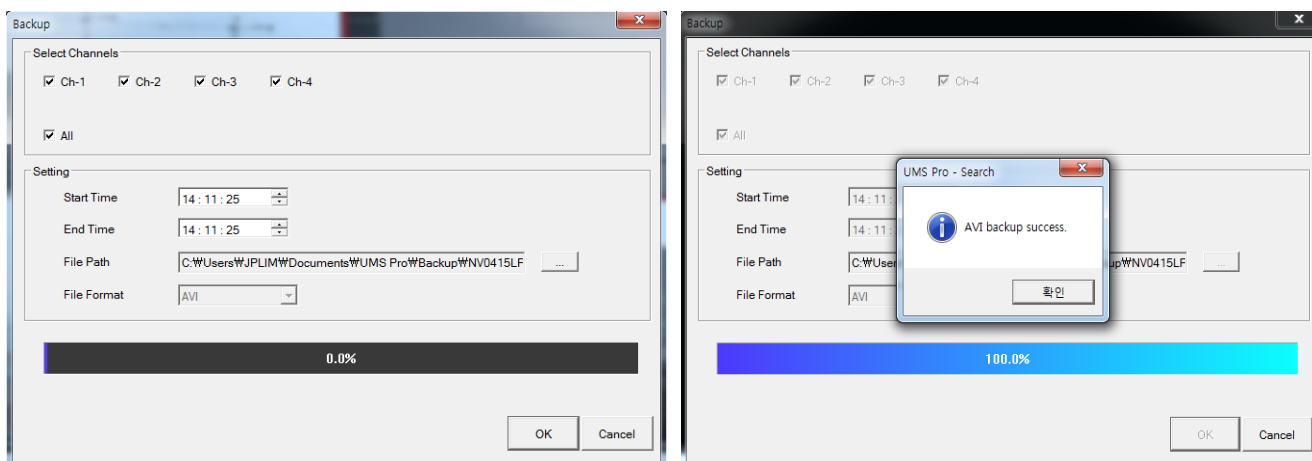 Backup
Select Channels
Ch-1 Ch-2 Ch-3 Ch-4
All
Setting
Start Time 14 : 11 : 25
End Time 14 : 11 : 25
File Path C:₩Users₩JPLIM₩Documents₩UMS Pro₩Backup₩NV0415LF ...
File Format AVI
0.0%
OK Cancel
Backup
Select Channels
Ch-1 Ch-2 Ch-3 Ch-4
All
Setting
Start Time 14 : 11 :
End Time 14 : 11 :
File Path C:₩User up₩NV0415LF ...
File Format AVI
UMS Pro - Search
AVI backup success.
확인
100.0%
OK Cancel